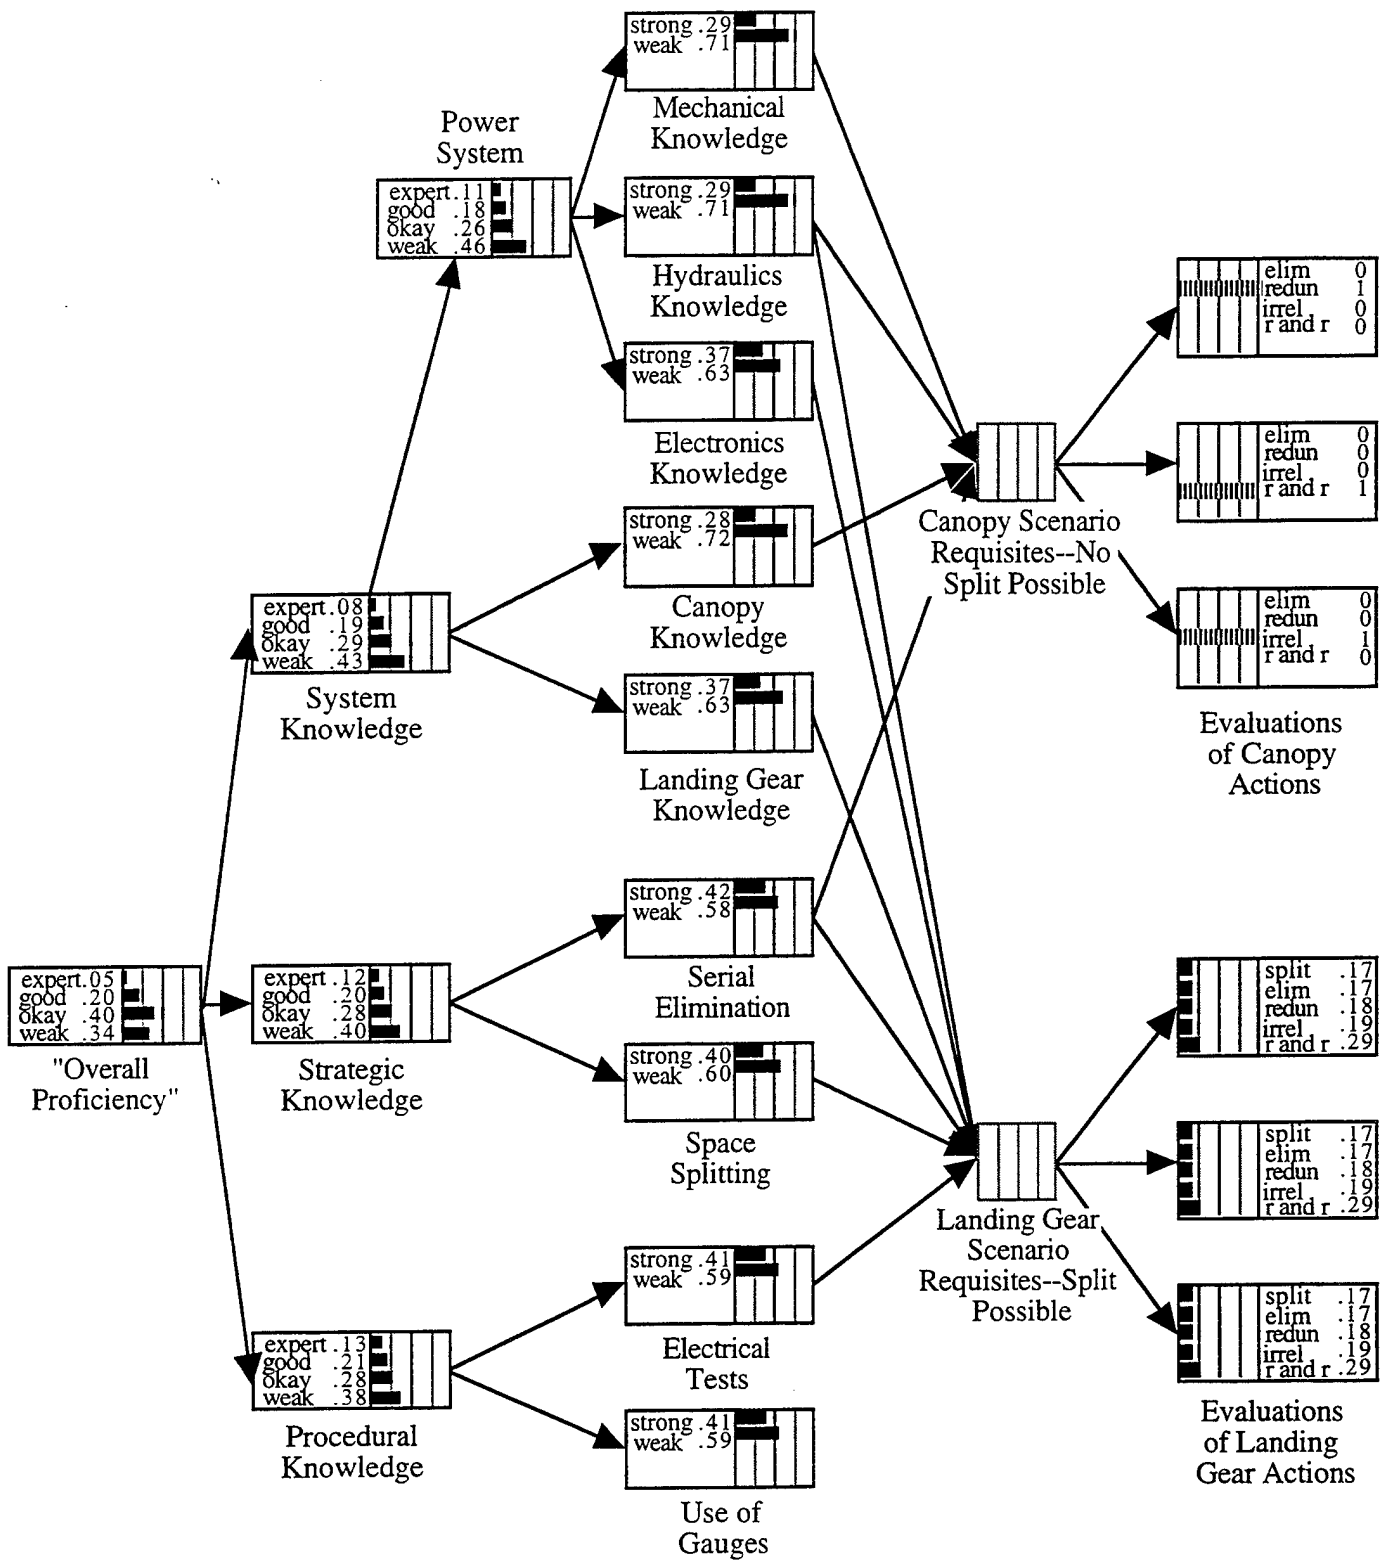 strong .29
weak .71
Mechanical
Knowledge
Power
System
expert .11
good .18
okay .26
weak .46
strong .29
weak .71
Hydraulics
Knowledge
strong .37
weak .63
Electronics
Knowledge
strong .28
weak .72
Canopy
Knowledge
expert .08
good .19
okay .29
weak .43
System
Knowledge
strong .37
weak .63
Landing Gear
Knowledge
strong .42
weak .58
Serial
Elimination
expert .05
good .20
okay .40
weak .34
"Overall
Proficiency"
expert .12
good .20
okay .28
weak .40
Strategic
Knowledge
strong .40
weak .60
Space
Splitting
strong .41
weak .59
Electrical
Tests
expert .13
good .21
okay .28
weak .38
Procedural
Knowledge
strong .41
weak .59
Use of
Gauges
Canopy Scenario
Requisites--No
Split Possible
Landing Gear
Scenario
Requisites--Split
Possible
elim 0
redun 1
irrel 0
r and r 0
elim 0
redun 0
irrel 0
r and r 1
elim 0
redun 0
irrel 1
r and r 0
Evaluations
of Canopy
Actions
split .17
elim .17
redun .18
irrel .19
r and r .29
split .17
elim .17
redun .18
irrel .19
r and r .29
split .17
elim .17
redun .18
irrel .19
r and r .29
Evaluations
of Landing
Gear Actions